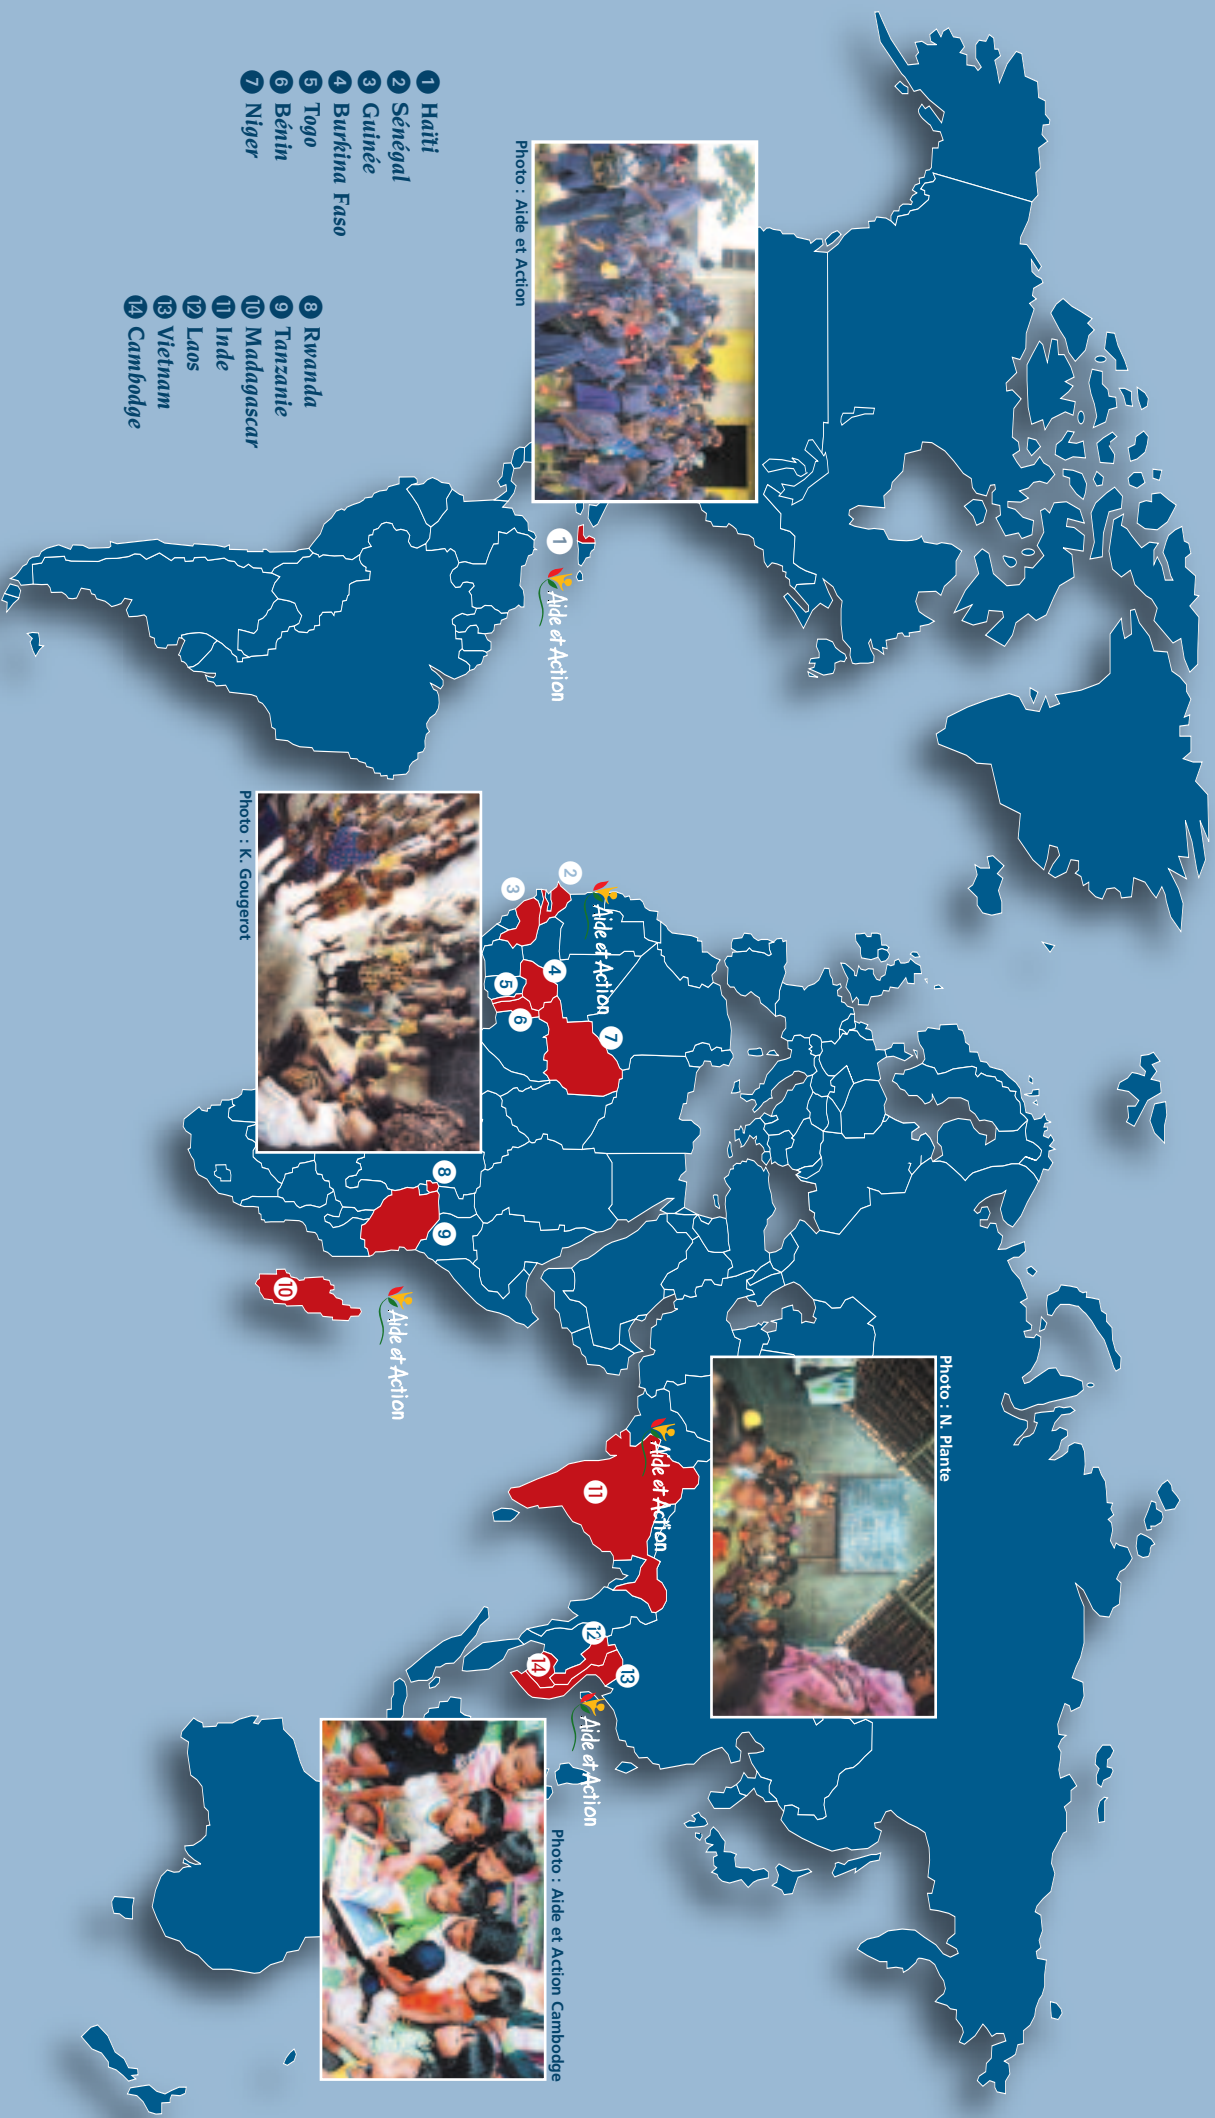 Photo : N. Plante
Photo : Aide et Action
1
Aide et Action
2
3
Aide et Action
4
5
6
7
Aide et Action
11
12
13
14
Aide et Action
Photo : Aide et Action Cambodge
8
9
10
Aide et Action
Photo : K. Gougerot
1 Haïti
2 Sénégal
3 Guinée
4 Burkina Faso
5 Togo
6 Bénin
7 Niger
8 Rwanda
9 Tanzanie
10 Madagascar
11 Inde
12 Laos
13 Vietnam
14 Cambodge